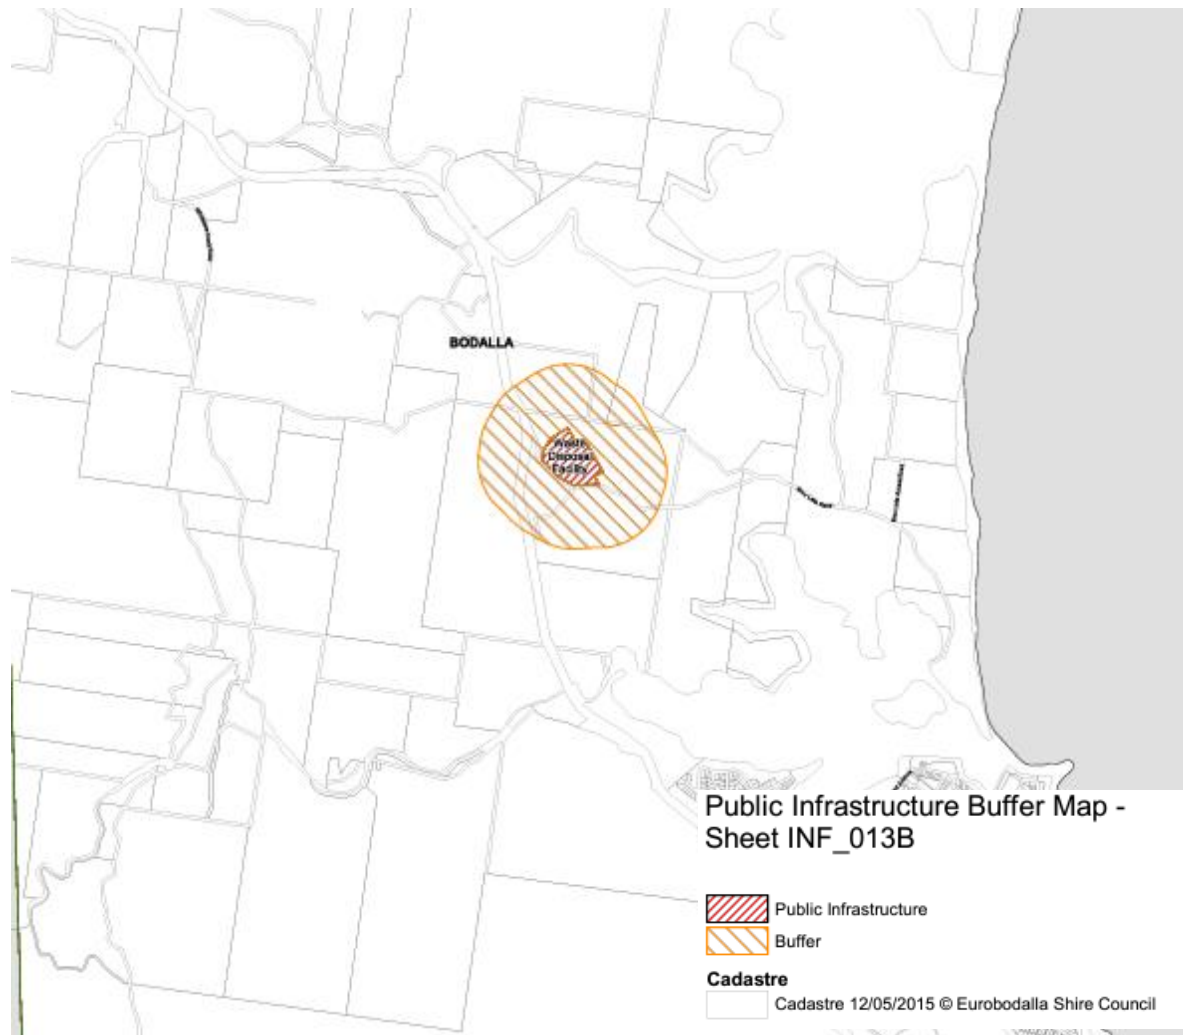 BODALLA
Waste
Disposal
Facility
Public Infrastructure Buffer Map -
Sheet INF_013B
Public Infrastructure
Buffer
Cadastre
Cadastre 12/05/2015 © Eurobodalla Shire Council